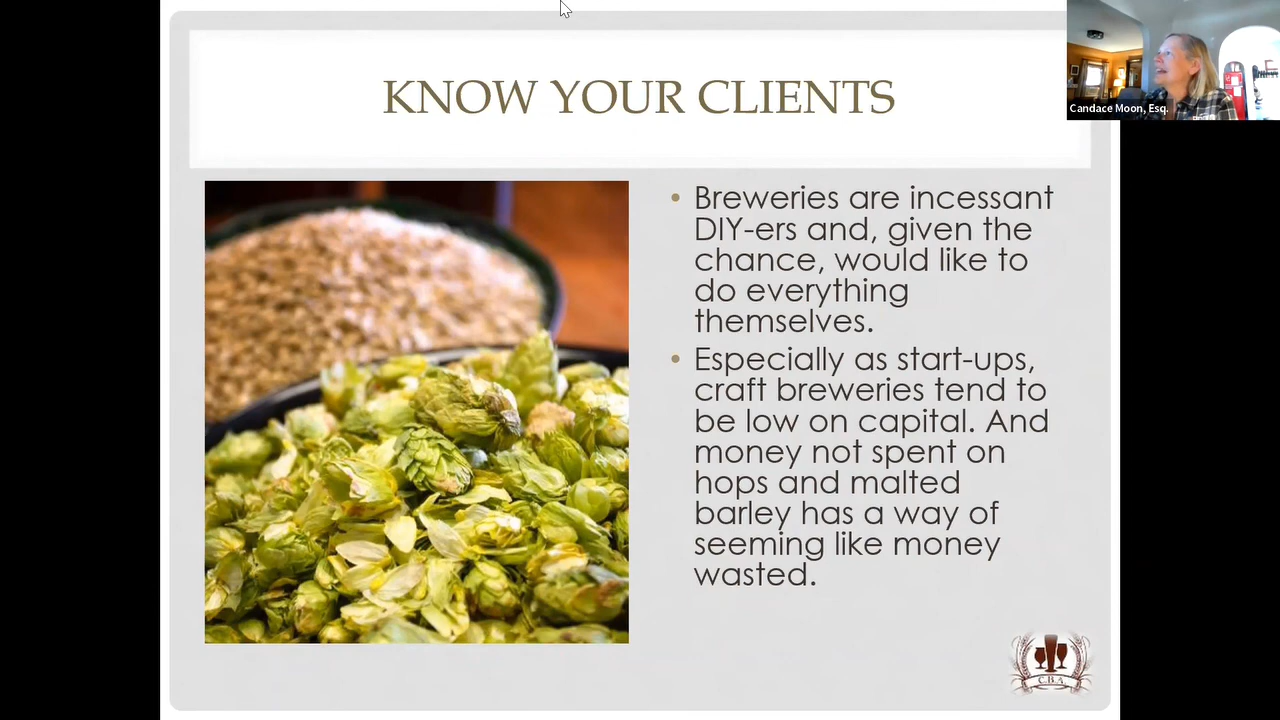 KNOW YOUR CLIENTS
Candace Moon, Esq.
• Breweries are incessant
DIY-ers and, given the
chance, would like to
do everything
themselves.
• Especially as start-ups,
craft breweries tend to
be low on capital. And
money not spent on
hops and malted
barley has a way of
seeming like money
wasted.
C.B.A.